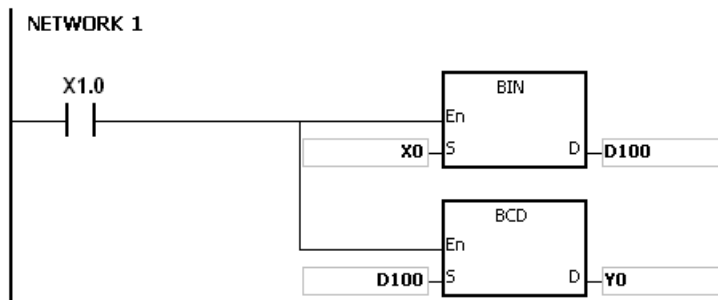 NETWORK 1
X1.0
BIN
En
X0 S D D100
BCD
En
D100 S D Y0